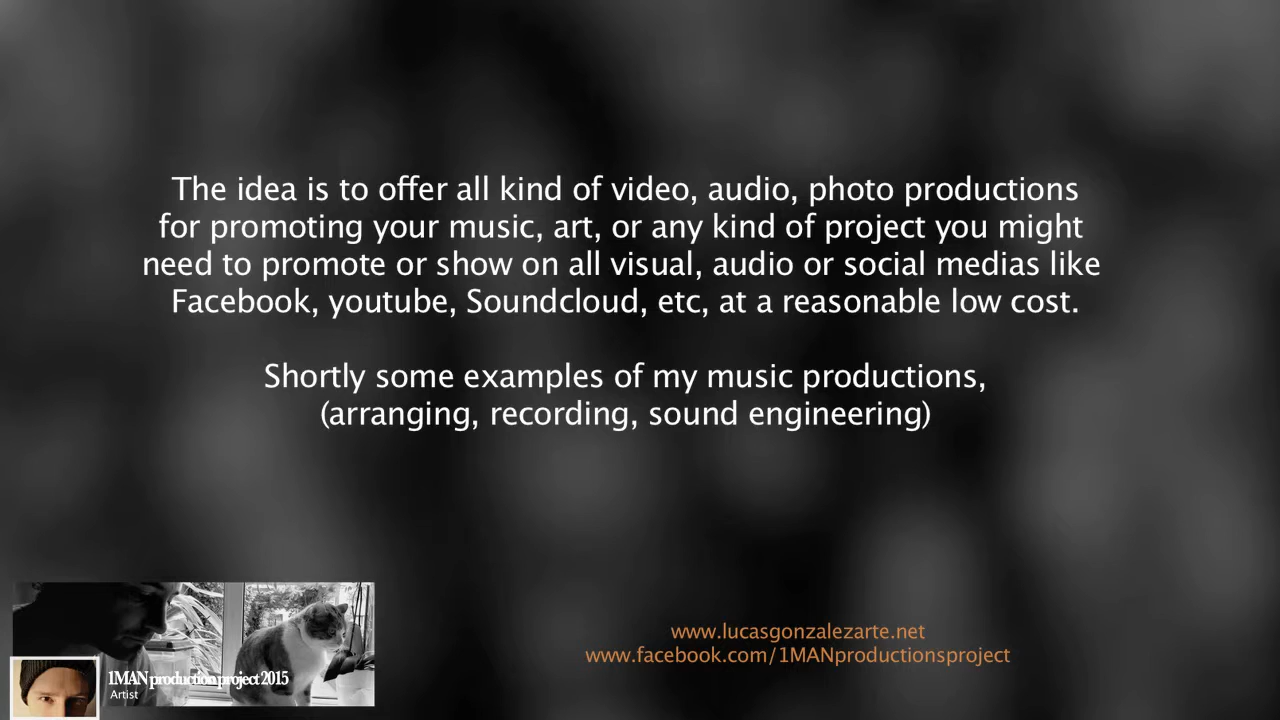 The idea is to offer all kind of video, audio, photo productions
for promoting your music, art, or any kind of project you might
need to promote or show on all visual, audio or social medias like
Facebook, youtube, Soundcloud, etc, at a reasonable low cost.
Shortly some examples of my music productions,
(arranging, recording, sound engineering)
www.lucasgonzalezarte.net
www.facebook.com/1MANproductionsproject
1MAN production project 2015
Artist